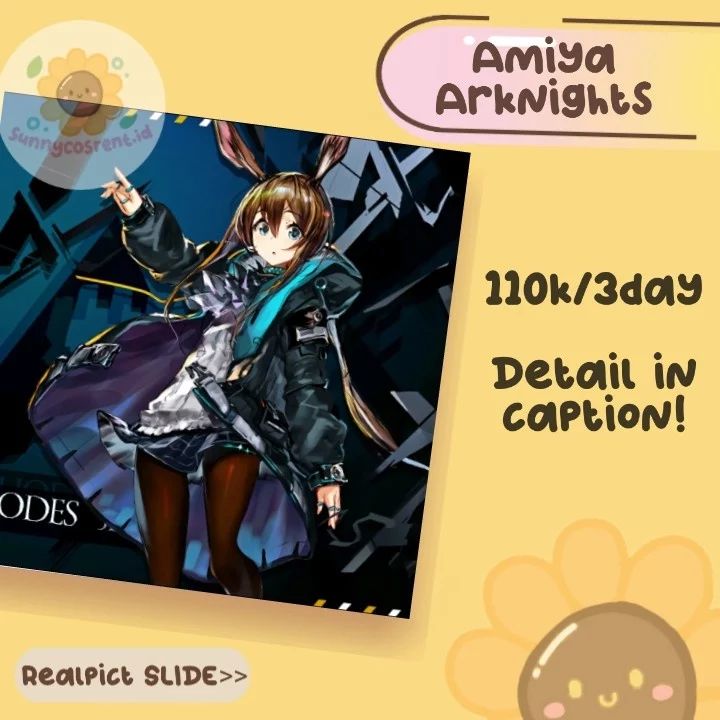 Amiya
Arknights
sunnycosrent.id
110k/3day
Detail in
caption!
ODES
RealPict SLIDE>>